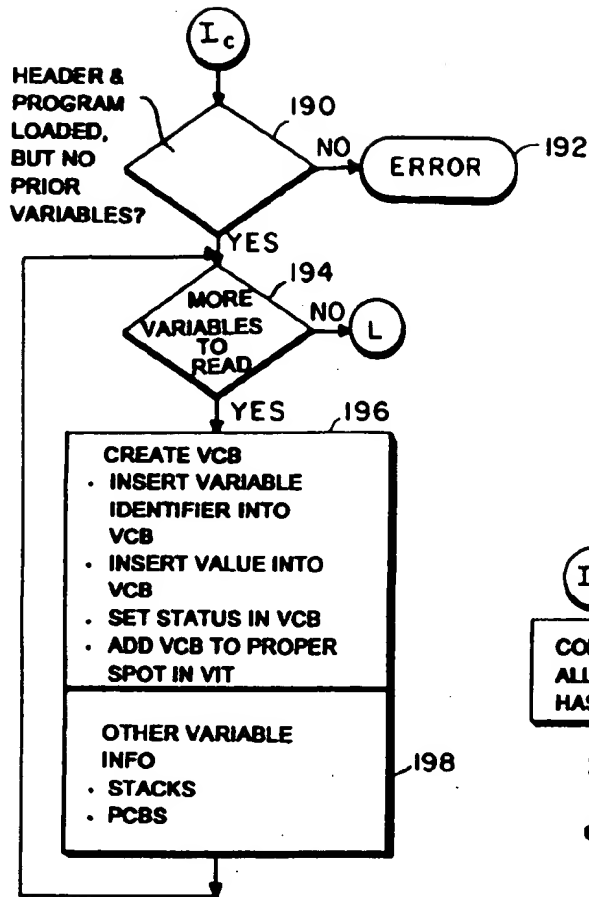 Ic
HEADER &
PROGRAM
LOADED,
BUT NO
PRIOR
VARIABLES?
190
NO
ERROR
192
YES
194
MORE
VARIABLES
TO
READ
NO
L
YES
196
CREATE VCB
• INSERT VARIABLE
IDENTIFIER INTO
VCB
• INSERT VALUE INTO
VCB
• SET STATUS IN VCB
• ADD VCB TO PROPER
SPOT IN VIT
OTHER VARIABLE
INFO
• STACKS
• PCBS
198
I
ALL
HAS